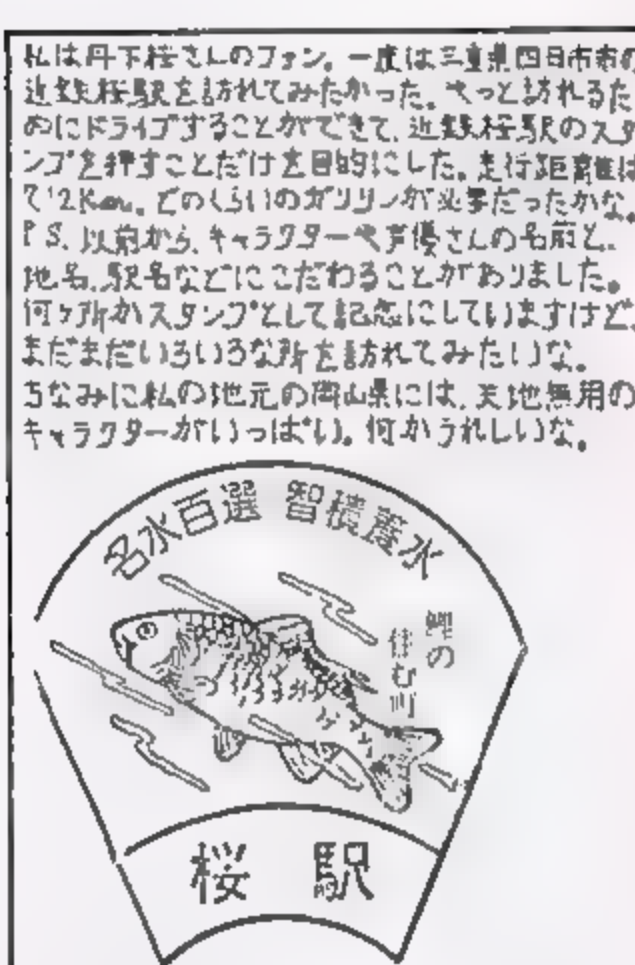 私は丹下桜さんのファン。一度は三重県四日市市の
近鉄桜駅を訪れてみたかった。やっと訪れるた
めにドライブすることができて、近鉄桜駅のスタ
ンプを押すことだけを目的にした。走行距離は
712Km。どのくらいのガソリンが必要だったかな。
P.S. 以前から、キャラクターや声優さんの名前と、
地名、駅名などにこだわることがありました。
何ヶ所かスタンプとして記念にしていますけど、
まだまだいろいろな所を訪れてみたいな。
ちなみに私の地元の岡山県には、天地無用の
キャラクターがいっぱい。何かうれしいな。
名水百選 智積養水
鯉の
住む町
桜駅